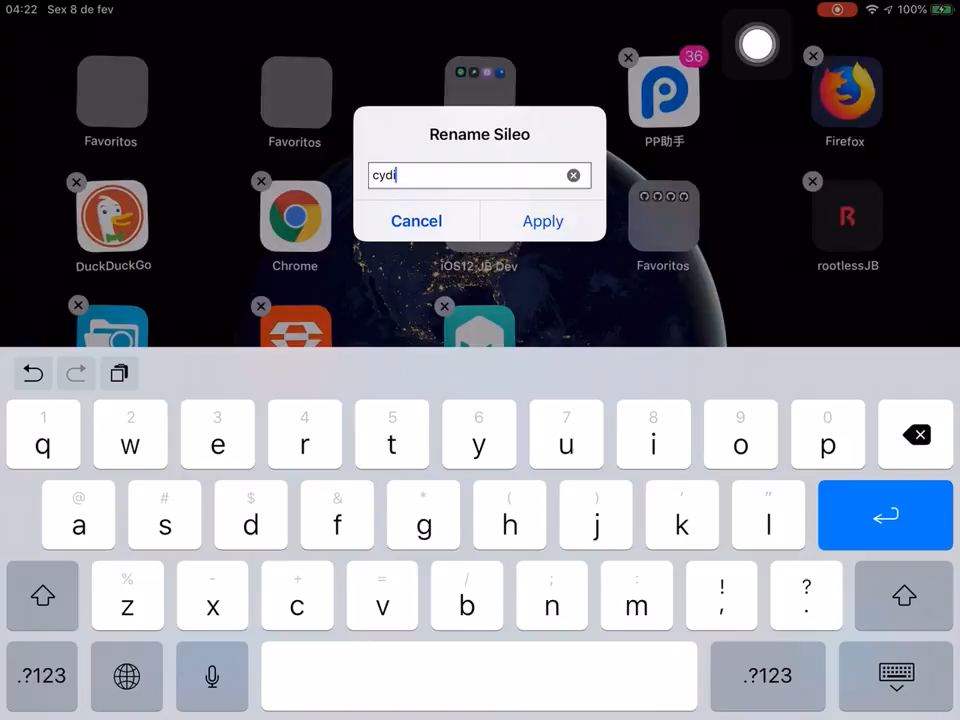 04:22 Sex 8 de fev 100%
36
Favoritos Favoritos PP助手 Firefox
Rename Sileo
cydi
Cancel Apply
DuckDuckGo Chrome iOS12 JB Dev Favoritos rootlessJB
R
1 2 3 4 5 6 7 8 9 0
q w e r t y u i o p
@ # $ & * ( ) ' "
a s d f g h j k l
% - + = / ; : ! ?
z x c v b n m , .
.?123 .?123